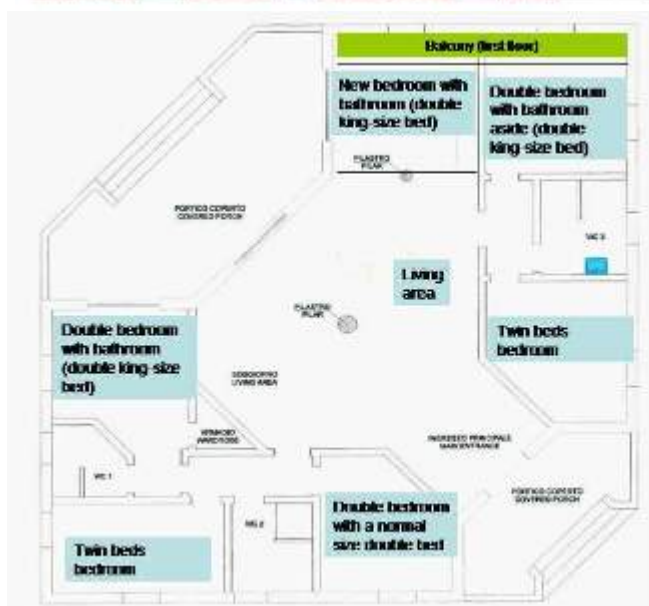 Balcony (first floor)
New bedroom with
bathroom (double
king-size bed)
Double bedroom
with bathroom
aside (double
king-size bed)
PILASTRO
PILAR
PORTICO COPERTO
COVERED PORCH
WC 3
Living
area
PILASTRO
PILAR
Double bedroom
with bathroom
(double king-size
bed)
Twin beds
bedroom
SOGGIORNO
LIVING AREA
WARDROBE
INGRESSO PRINCIPALE
MAIN ENTRANCE
WC 1
PORTICO COPERTO
COVERED PORCH
Double bedroom
with a normal
size double bed
WC 2
Twin beds
bedroom